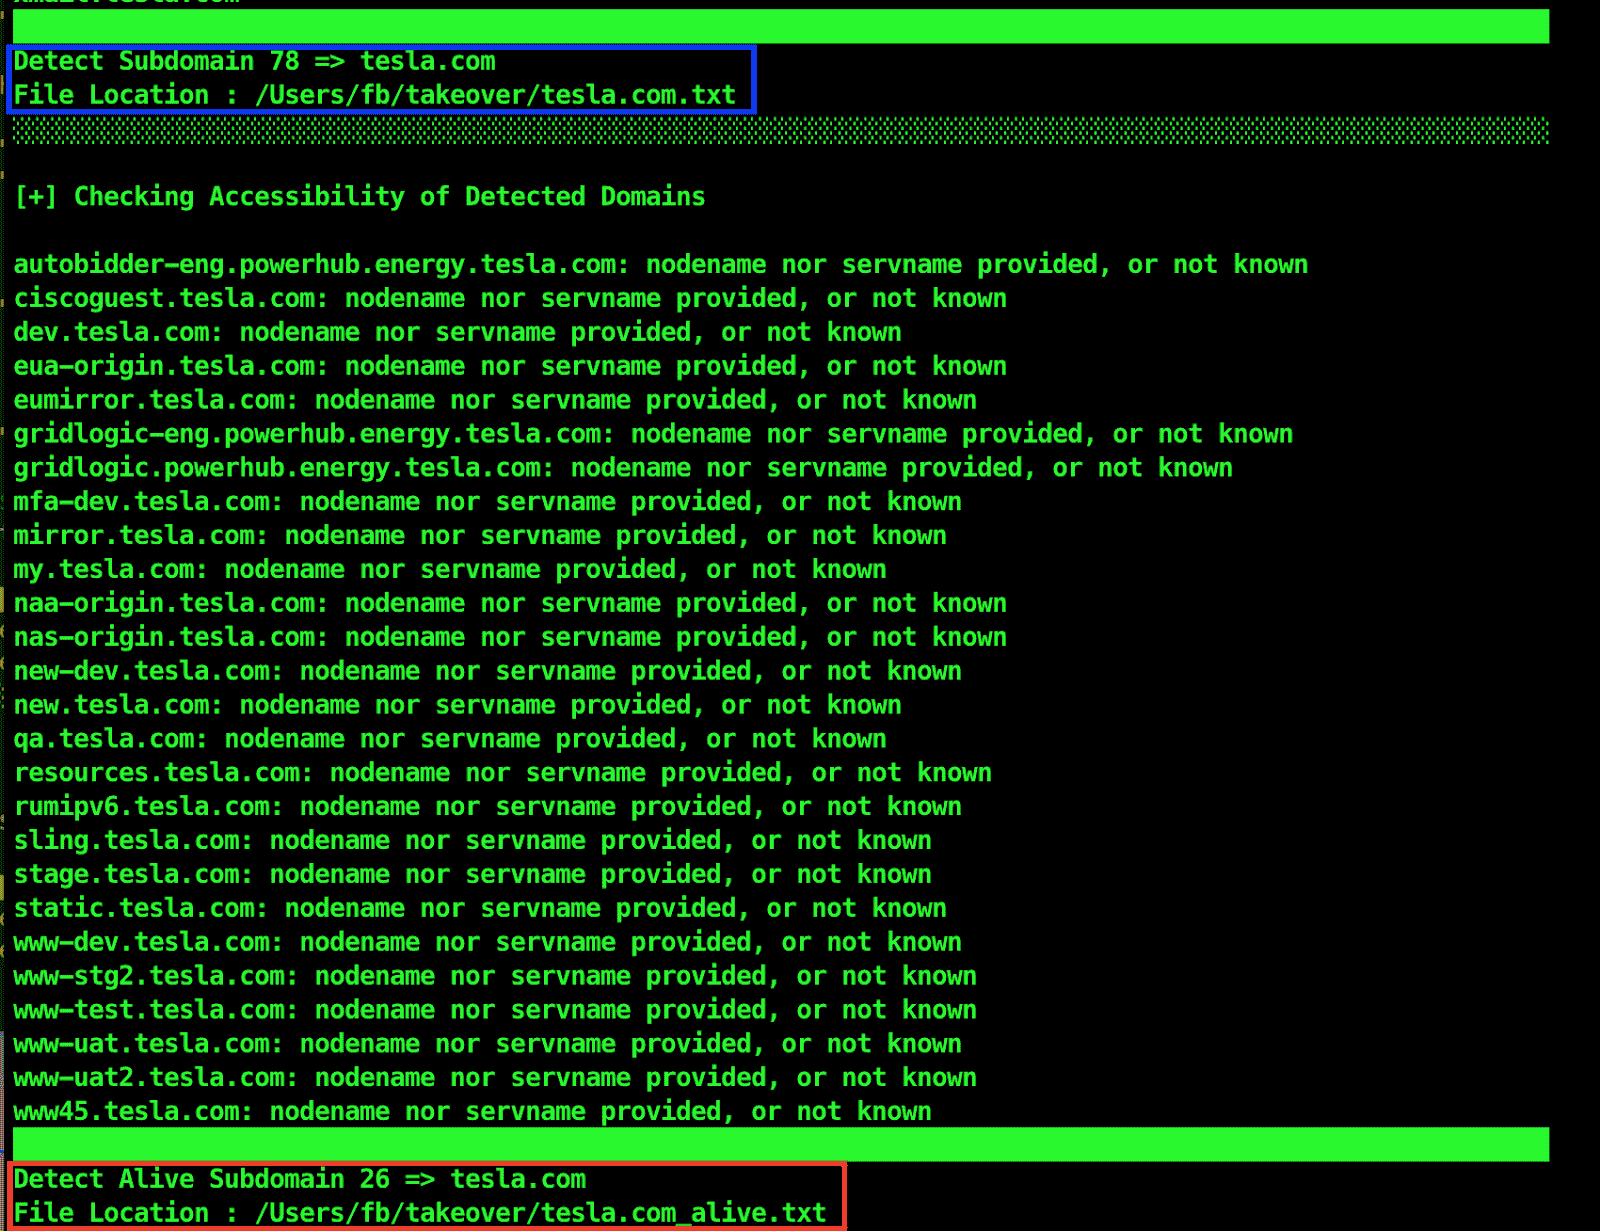 xmail.tesla.com
Detect Subdomain 78 => tesla.com
File Location : /Users/fb/takeover/tesla.com.txt
[+] Checking Accessibility of Detected Domains
autobidder-eng.powerhub.energy.tesla.com: nodename nor servname provided, or not known
ciscoguest.tesla.com: nodename nor servname provided, or not known
dev.tesla.com: nodename nor servname provided, or not known
eua-origin.tesla.com: nodename nor servname provided, or not known
eumirror.tesla.com: nodename nor servname provided, or not known
gridlogic-eng.powerhub.energy.tesla.com: nodename nor servname provided, or not known
gridlogic.powerhub.energy.tesla.com: nodename nor servname provided, or not known
mfa-dev.tesla.com: nodename nor servname provided, or not known
mirror.tesla.com: nodename nor servname provided, or not known
my.tesla.com: nodename nor servname provided, or not known
naa-origin.tesla.com: nodename nor servname provided, or not known
nas-origin.tesla.com: nodename nor servname provided, or not known
new-dev.tesla.com: nodename nor servname provided, or not known
new.tesla.com: nodename nor servname provided, or not known
qa.tesla.com: nodename nor servname provided, or not known
resources.tesla.com: nodename nor servname provided, or not known
rumipv6.tesla.com: nodename nor servname provided, or not known
sling.tesla.com: nodename nor servname provided, or not known
stage.tesla.com: nodename nor servname provided, or not known
static.tesla.com: nodename nor servname provided, or not known
www-dev.tesla.com: nodename nor servname provided, or not known
www-stg2.tesla.com: nodename nor servname provided, or not known
www-test.tesla.com: nodename nor servname provided, or not known
www-uat.tesla.com: nodename nor servname provided, or not known
www-uat2.tesla.com: nodename nor servname provided, or not known
www45.tesla.com: nodename nor servname provided, or not known
Detect Alive Subdomain 26 => tesla.com
File Location : /Users/fb/takeover/tesla.com_alive.txt